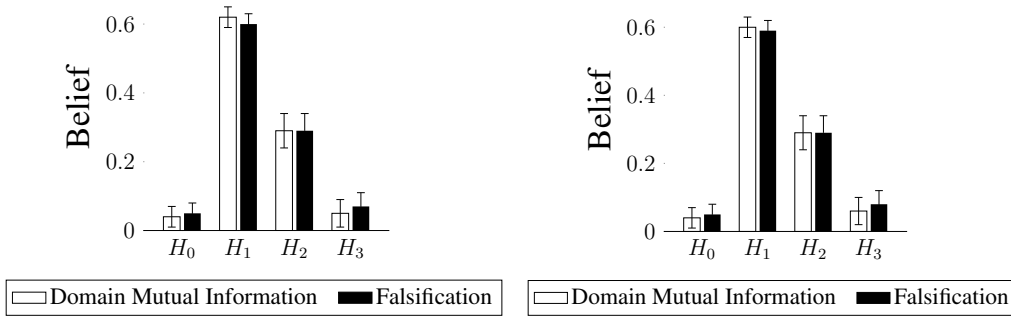 Belief
0.6
0.4
0.2
0
H₀ H₁ H₂ H₃
Domain Mutual Information Falsification
Belief
0.6
0.4
0.2
0
H₀ H₁ H₂ H₃
Domain Mutual Information Falsification